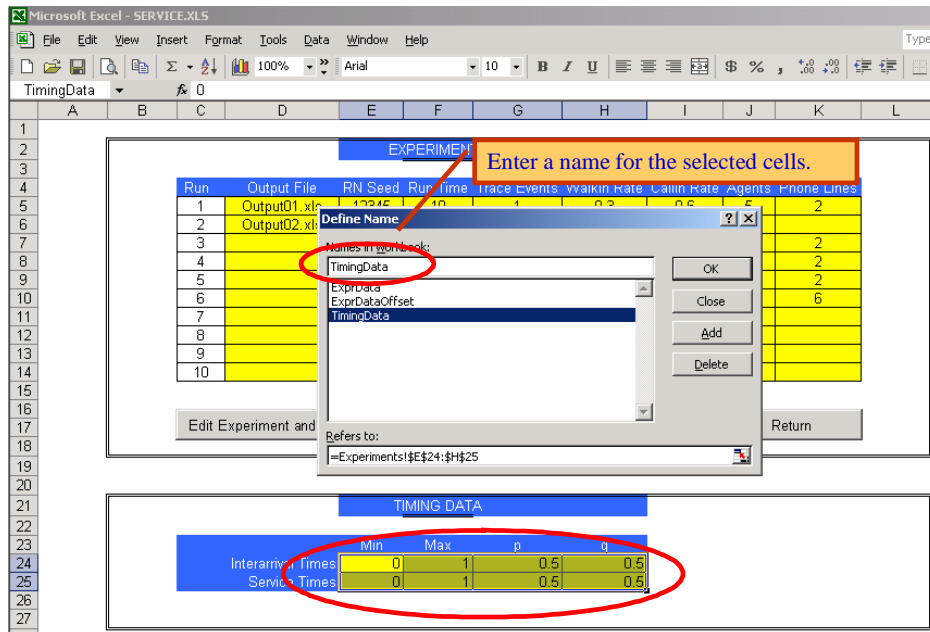 Microsoft Excel - SERVICE.XLS
File Edit View Insert Format Tools Data Window Help
Type
Σ 100% Arial 10 B I U $ % , .00
TimingData fx 0
A B C D E F G H I J K L
1
2 EXPERIMENT
Enter a name for the selected cells.
3
4 Run Output File RN Seed Run Time Trace Events Walkin Rate Callin Rate Agents Phone Lines
5 1 Output01.xls 12345 10 1 0.3 0.6 5 2
6 2 Output02.xls
Define Name
7 3 2
Names in workbook:
8 4 2
TimingData OK
9 5 2
ExprData
10 6 6
ExprDataOffset Close
TimingData
11 7
12 8 Add
13 9
14 10 Delete
15
16
17 Edit Experiment and Return
Refers to:
18
=Experiments!$E$24:$H$25
19
20
21 TIMING DATA
22
23 Min Max p q
24 Interarrival Times 0 1 0.5 0.5
25 Service Times 0 1 0.5 0.5
26
27